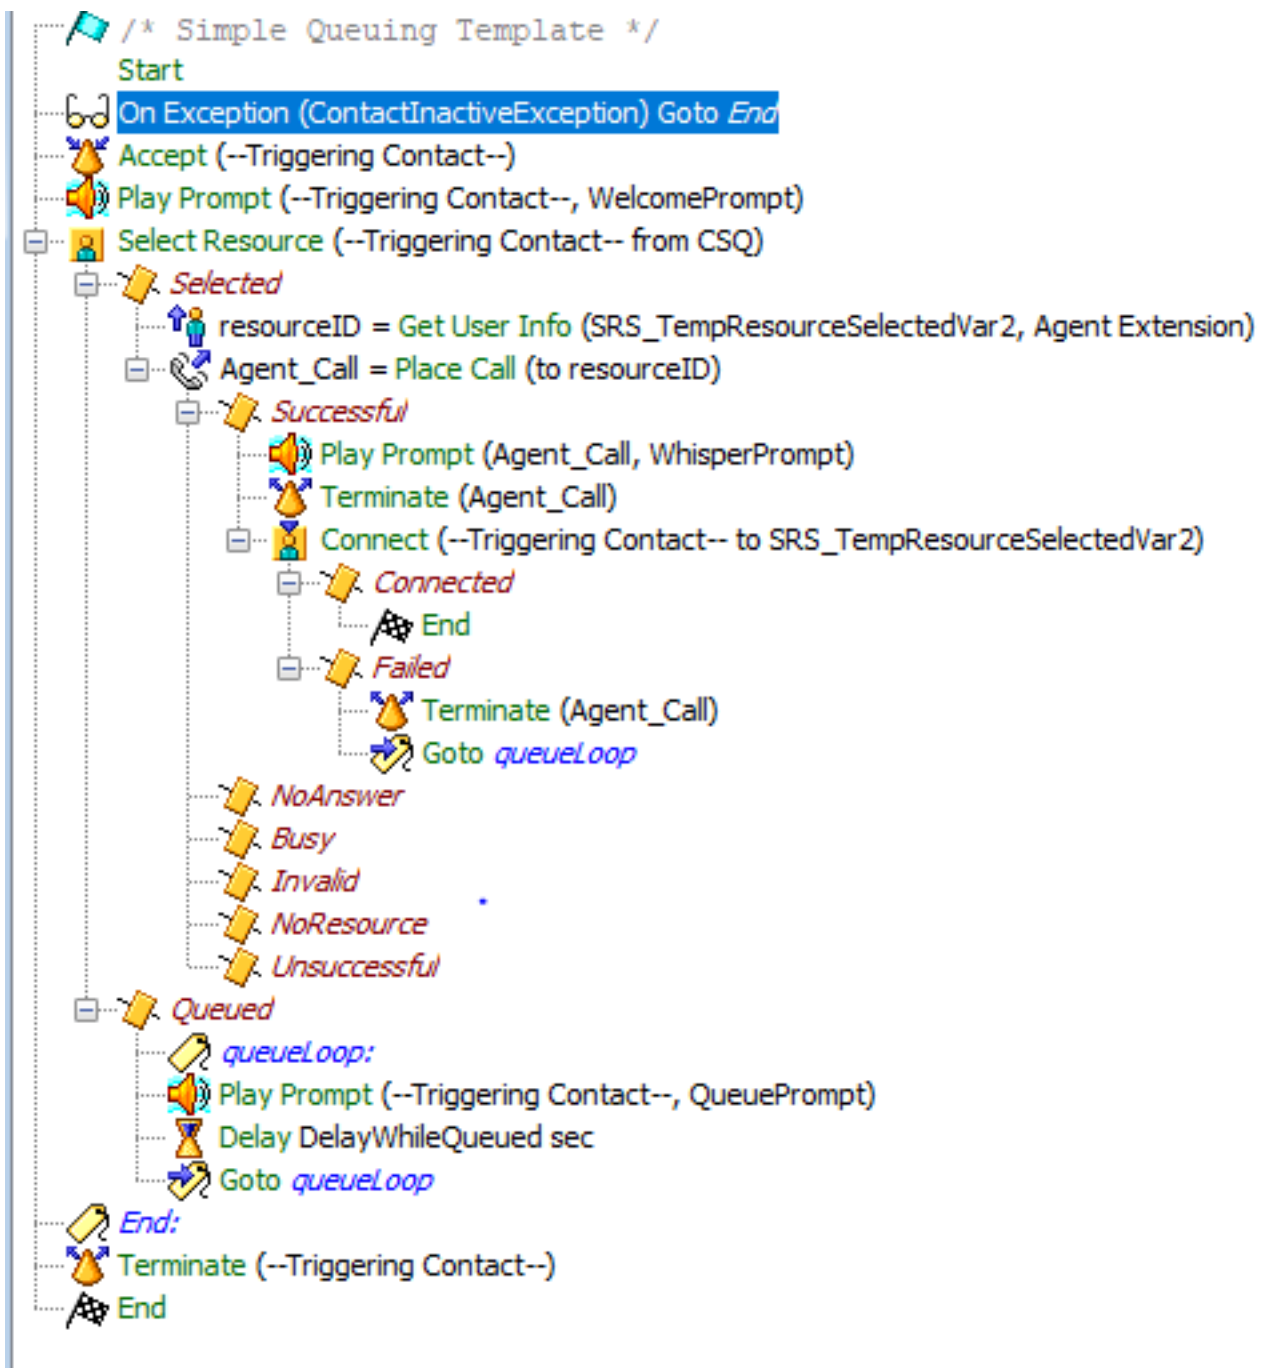 /* Simple Queuing Template */
Start
On Exception (ContactInactiveException) Goto End
Accept (--Triggering Contact--)
Play Prompt (--Triggering Contact--, WelcomePrompt)
Select Resource (--Triggering Contact-- from CSQ)
Selected
resourceID = Get User Info (SRS_TempResourceSelectedVar2, Agent Extension)
Agent_Call = Place Call (to resourceID)
Successful
Play Prompt (Agent_Call, WhisperPrompt)
Terminate (Agent_Call)
Connect (--Triggering Contact-- to SRS_TempResourceSelectedVar2)
Connected
End
Failed
Terminate (Agent_Call)
Goto queueLoop
NoAnswer
Busy
Invalid
NoResource
Unsuccessful
Queued
queueLoop:
Play Prompt (--Triggering Contact--, QueuePrompt)
Delay DelayWhileQueued sec
Goto queueLoop
End:
Terminate (--Triggering Contact--)
End